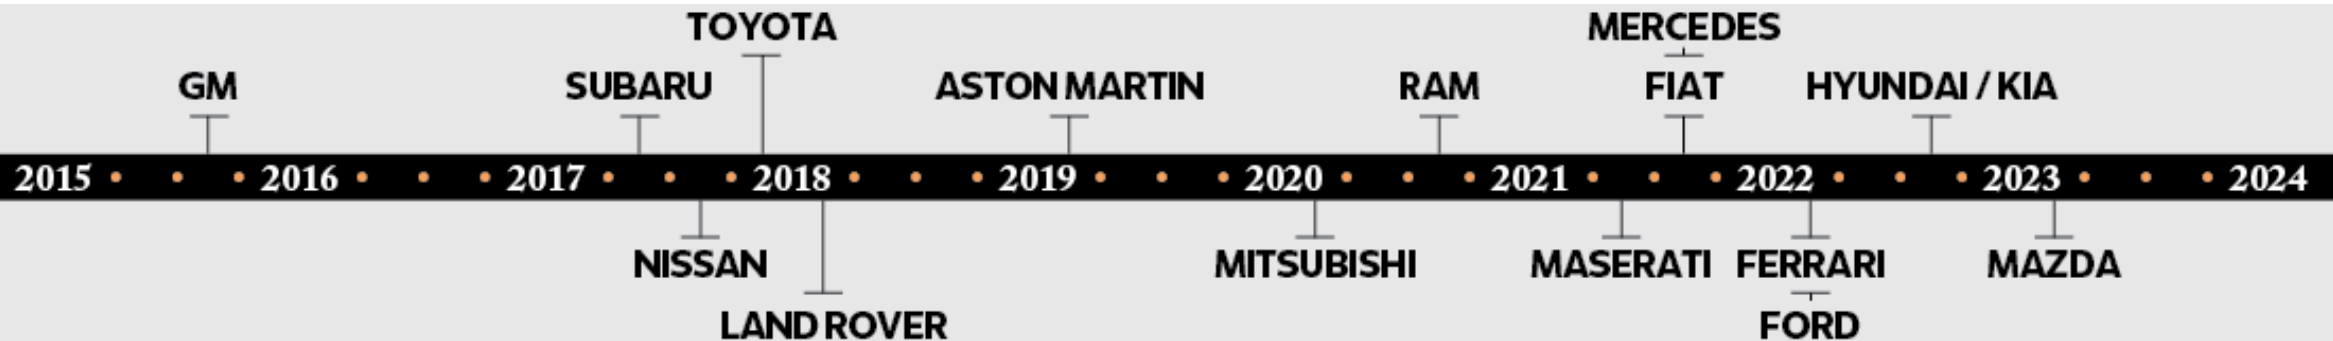 TOYOTA MERCEDES
GM SUBARU ASTON MARTIN RAM FIAT HYUNDAI / KIA
2015 • • • 2016 • • • 2017 • • • 2018 • • • 2019 • • • 2020 • • • 2021 • • • 2022 • • • 2023 • • • 2024
NISSAN MITSUBISHI MASERATI FERRARI MAZDA
LAND ROVER FORD